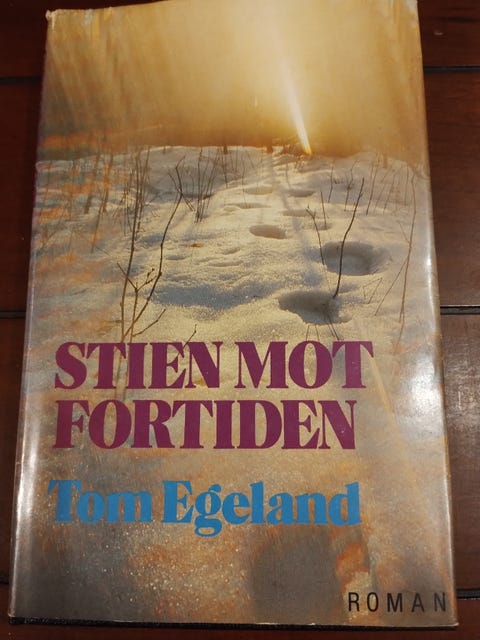 STIEN MOT
FORTIDEN
Tom Egeland
ROMAN